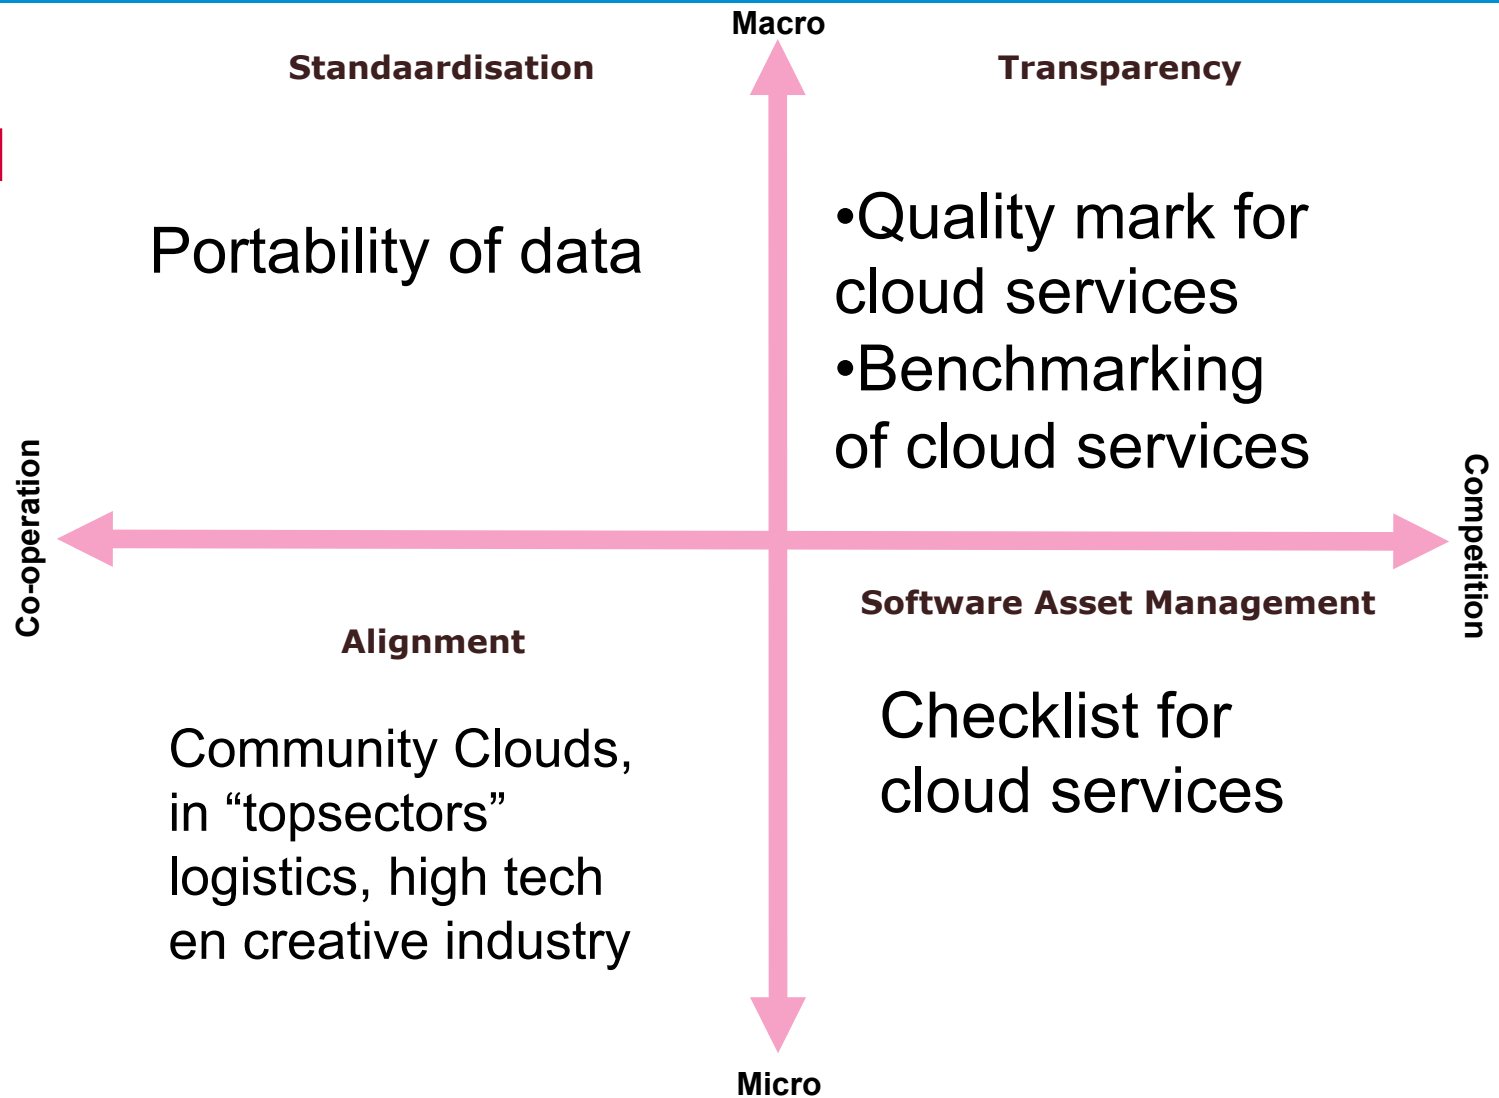 Macro
Standaardisation
Transparency
Portability of data
•Quality mark for
cloud services
•Benchmarking
of cloud services
Co-operation
Competition
Alignment
Software Asset Management
Community Clouds,
in “topsectors”
logistics, high tech
en creative industry
Checklist for
cloud services
Micro